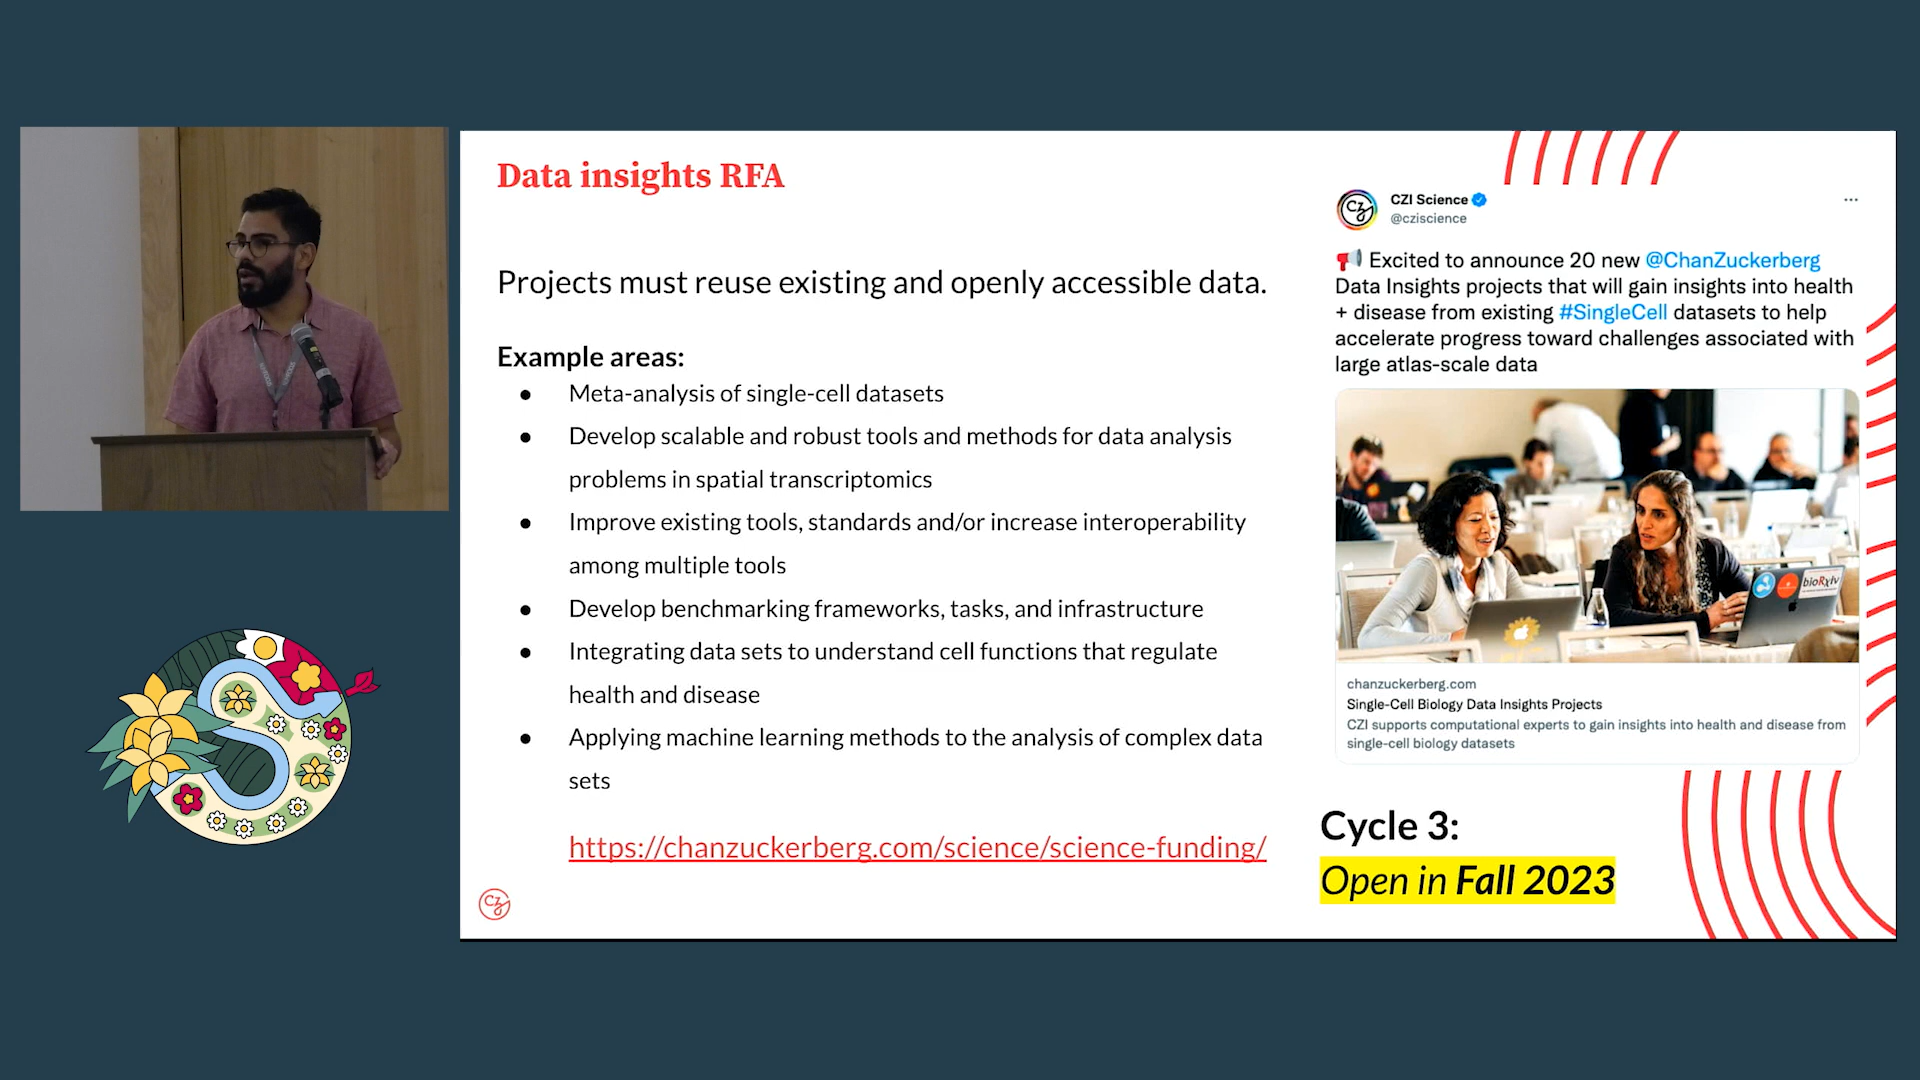 Data insights RFA
Projects must reuse existing and openly accessible data.
Example areas:
● Meta-analysis of single-cell datasets
● Develop scalable and robust tools and methods for data analysis
problems in spatial transcriptomics
● Improve existing tools, standards and/or increase interoperability
among multiple tools
● Develop benchmarking frameworks, tasks, and infrastructure
● Integrating data sets to understand cell functions that regulate
health and disease
● Applying machine learning methods to the analysis of complex data
sets
https://chanzuckerberg.com/science/science-funding/
CZ
CZ
CZI Science
@cziscience
...
Excited to announce 20 new @ChanZuckerberg
Data Insights projects that will gain insights into health
+ disease from existing #SingleCell datasets to help
accelerate progress toward challenges associated with
large atlas-scale data
bioRxiv
chanzuckerberg.com
Single-Cell Biology Data Insights Projects
CZI supports computational experts to gain insights into health and disease from
single-cell biology datasets
Cycle 3:
Open in Fall 2023